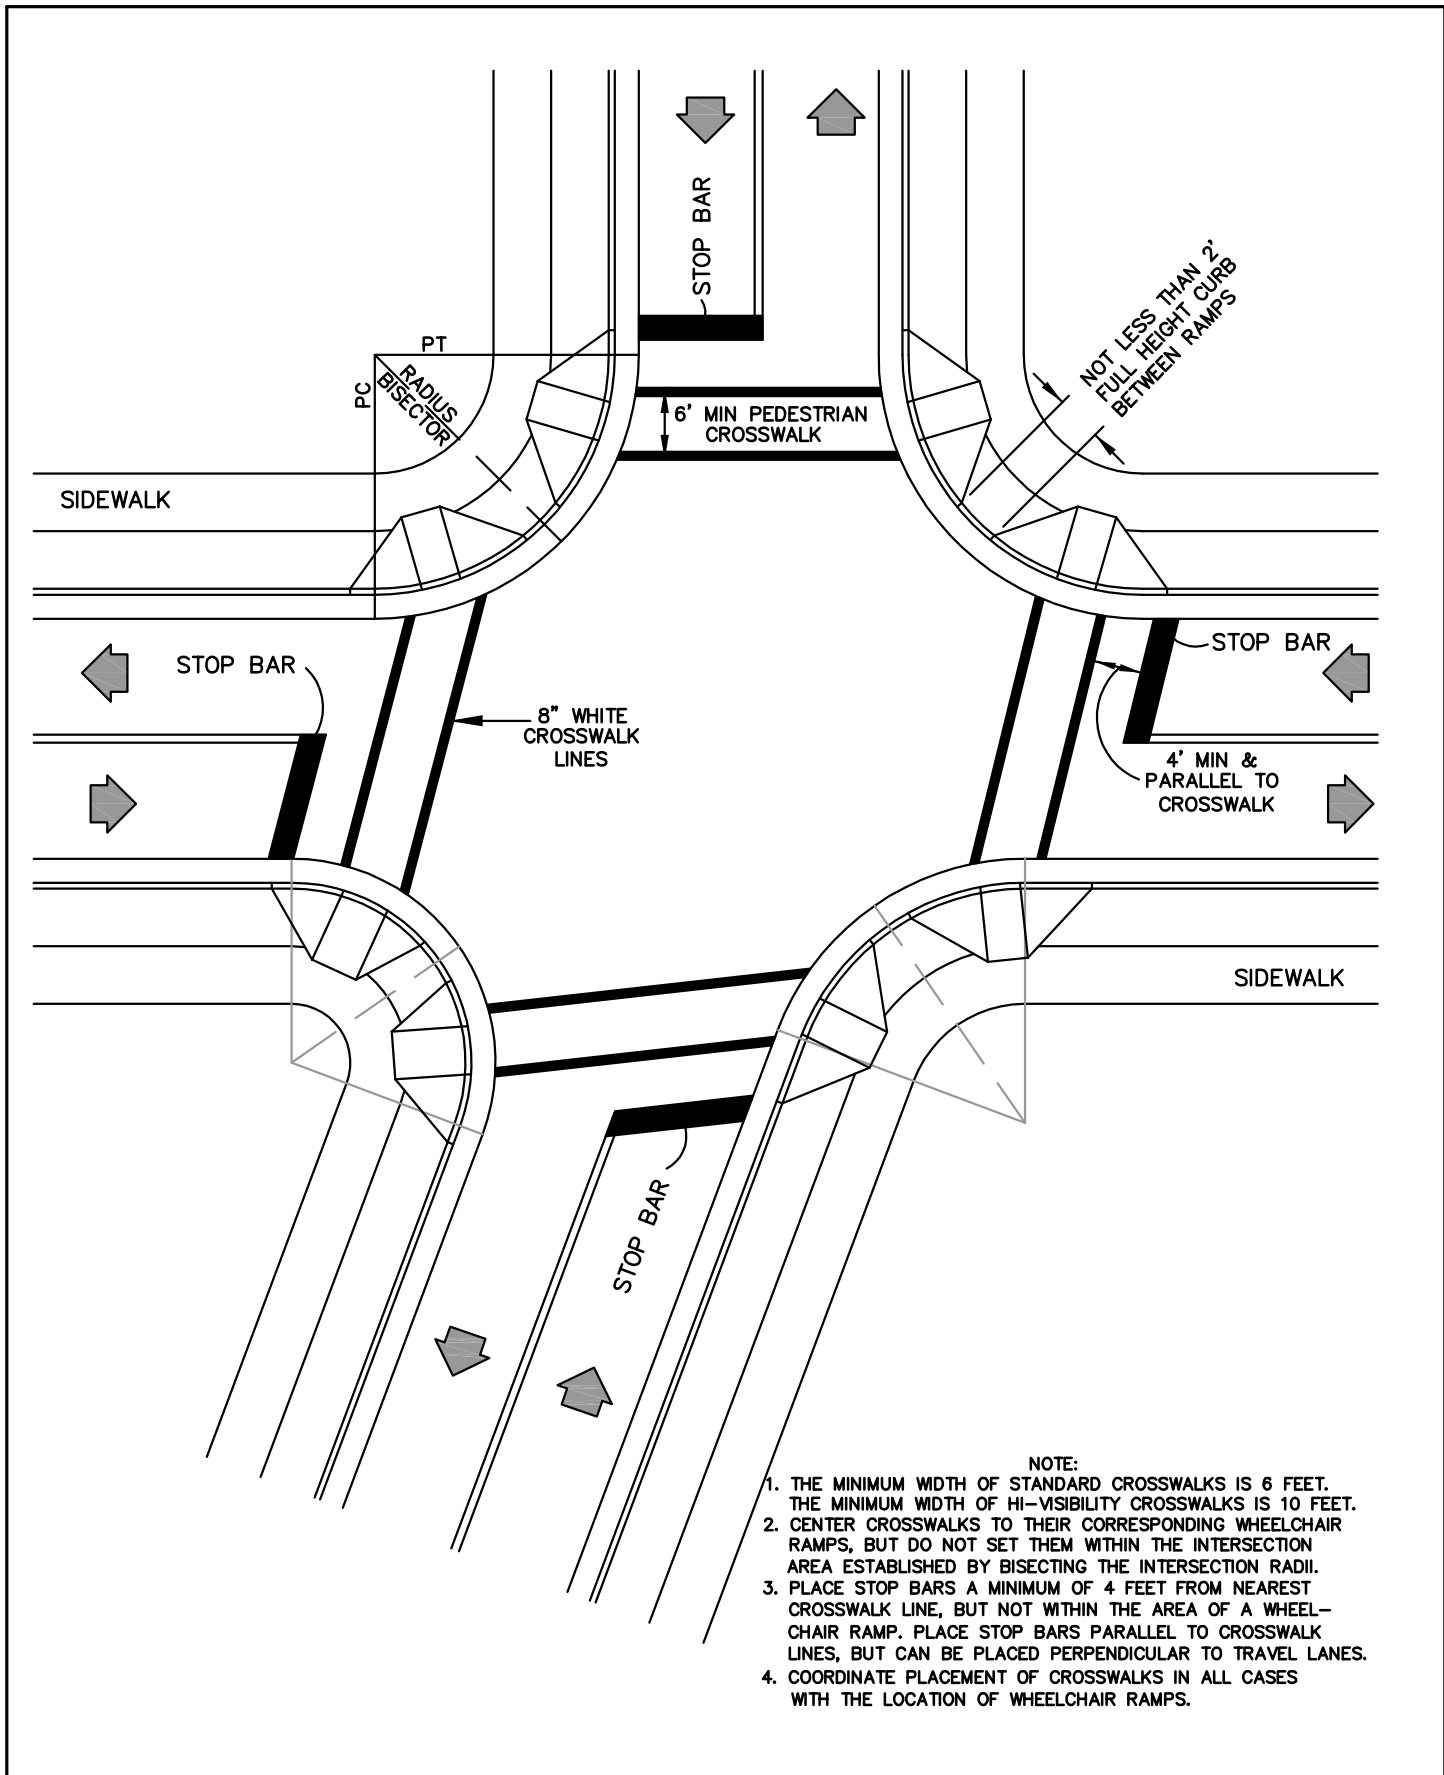 STOP BAR
NOT LESS THAN 2'
FULL HEIGHT CURB
BETWEEN RAMPS
PT
PC
RADIUS
BISECTOR
6' MIN PEDESTRIAN
CROSSWALK
SIDEWALK
STOP BAR
STOP BAR
8" WHITE
CROSSWALK
LINES
4' MIN &
PARALLEL TO
CROSSWALK
SIDEWALK
STOP BAR
NOTE:
1. THE MINIMUM WIDTH OF STANDARD CROSSWALKS IS 6 FEET.
THE MINIMUM WIDTH OF HI-VISIBILITY CROSSWALKS IS 10 FEET.
2. CENTER CROSSWALKS TO THEIR CORRESPONDING WHEELCHAIR
RAMPS, BUT DO NOT SET THEM WITHIN THE INTERSECTION
AREA ESTABLISHED BY BISECTING THE INTERSECTION RADII.
3. PLACE STOP BARS A MINIMUM OF 4 FEET FROM NEAREST
CROSSWALK LINE, BUT NOT WITHIN THE AREA OF A WHEEL-
CHAIR RAMP. PLACE STOP BARS PARALLEL TO CROSSWALK
LINES, BUT CAN BE PLACED PERPENDICULAR TO TRAVEL LANES.
4. COORDINATE PLACEMENT OF CROSSWALKS IN ALL CASES
WITH THE LOCATION OF WHEELCHAIR RAMPS.